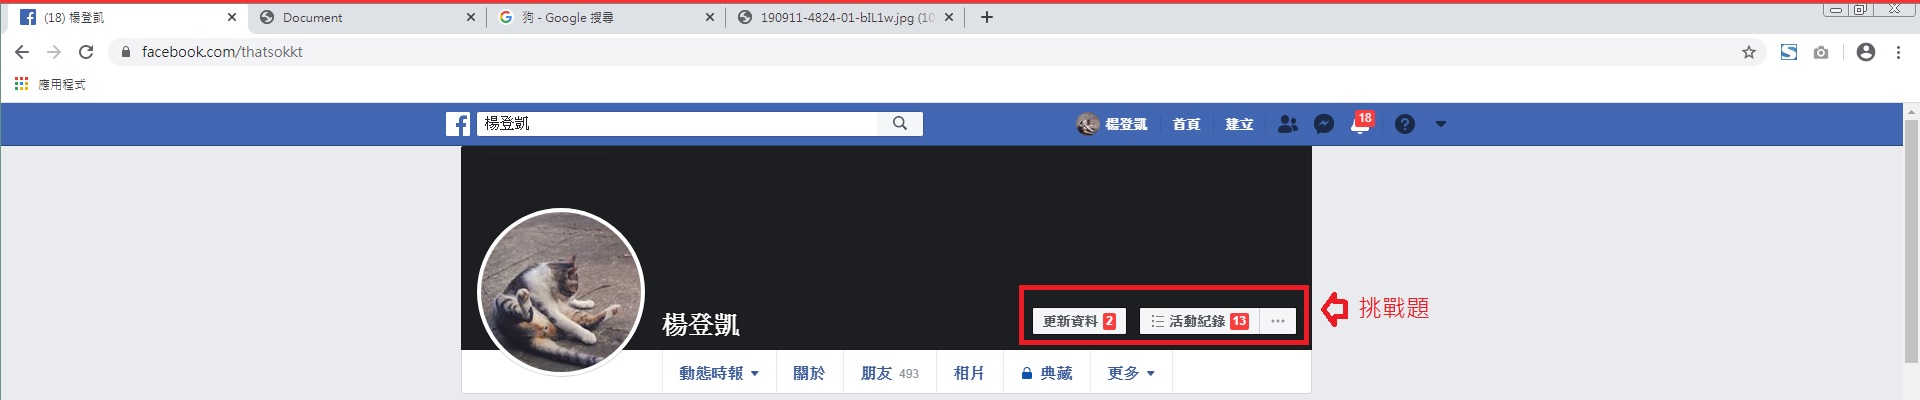 (18) 楊登凱
Document
狗 - Google 搜尋
190911-4824-01-bIL1w.jpg (10
facebook.com/thatsokkt
應用程式
楊登凱
楊登凱
首頁
建立
18
楊登凱
更新資料 2
活動紀錄 13
挑戰題
動態時報
關於
朋友 493
相片
典藏
更多